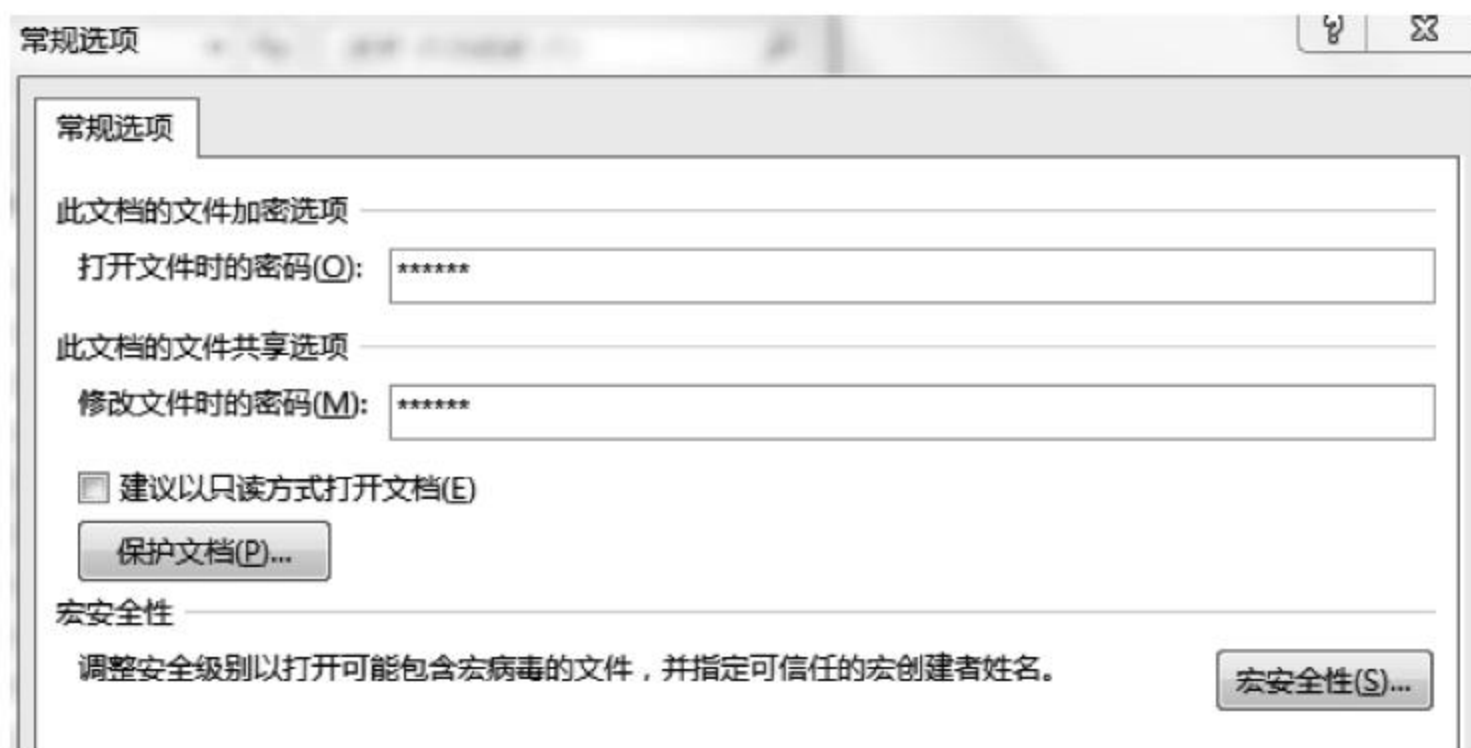 常规选项
常规选项
此文档的文件加密选项
打开文件时的密码(O): ******
此文档的文件共享选项
修改文件时的密码(M): ******
建议以只读方式打开文档(E)
保护文档(P)...
宏安全性
调整安全级别以打开可能包含宏病毒的文件，并指定可信任的宏创建者姓名。
宏安全性(S)...